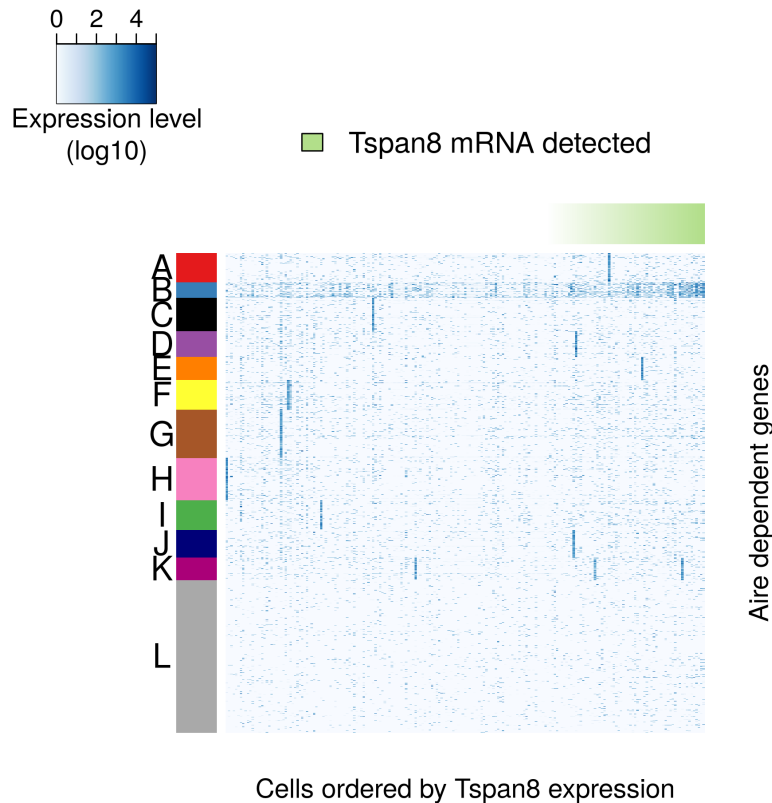 0 2 4
Expression level
(log10)
Tspan8 mRNA detected
A
B
C
D
E
F
G
H
I
J
K
L
Aire dependent genes
Cells ordered by Tspan8 expression